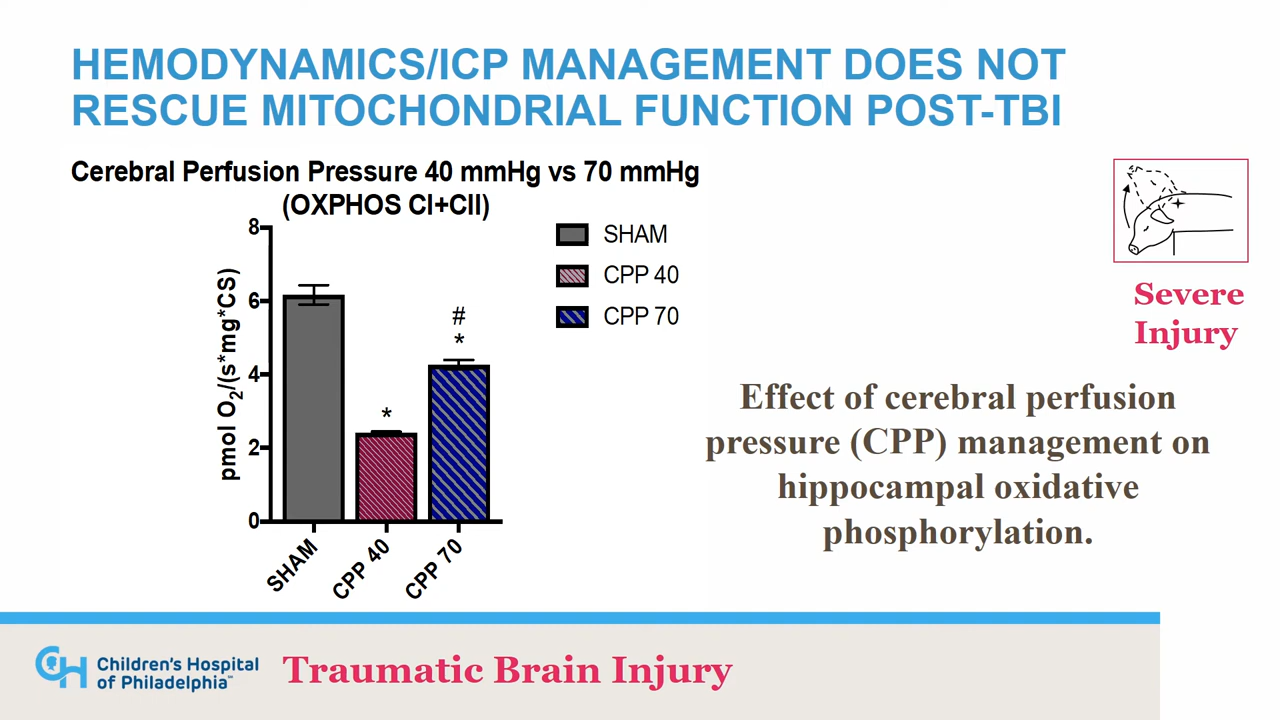 HEMODYNAMICS/ICP MANAGEMENT DOES NOT
RESCUE MITOCHONDRIAL FUNCTION POST-TBI
Cerebral Perfusion Pressure 40 mmHg vs 70 mmHg
(OXPHOS CI+CII)
pmol O₂/(s*mg*CS)
8
6
4
2
0
*
#
*
SHAM
CPP 40
CPP 70
SHAM
CPP 40
CPP 70
Severe
Injury
Effect of cerebral perfusion
pressure (CPP) management on
hippocampal oxidative
phosphorylation.
CH
Children's Hospital
of Philadelphia℠
Traumatic Brain Injury